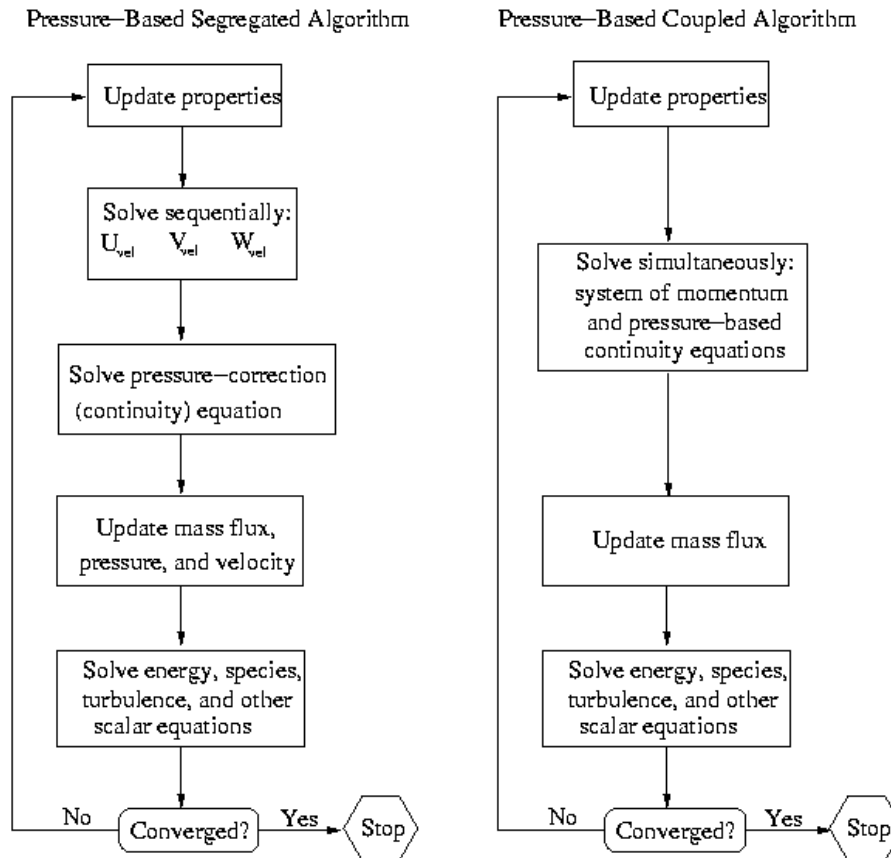 Pressure–Based Segregated Algorithm
Update properties
Solve sequentially:
Uvel Vvel Wvel
Solve pressure–correction
(continuity) equation
Update mass flux,
pressure, and velocity
Solve energy, species,
turbulence, and other
scalar equations
No
Converged?
Yes
Stop
Pressure–Based Coupled Algorithm
Update properties
Solve simultaneously:
system of momentum
and pressure–based
continuity equations
Update mass flux
Solve energy, species,
turbulence, and other
scalar equations
No
Converged?
Yes
Stop